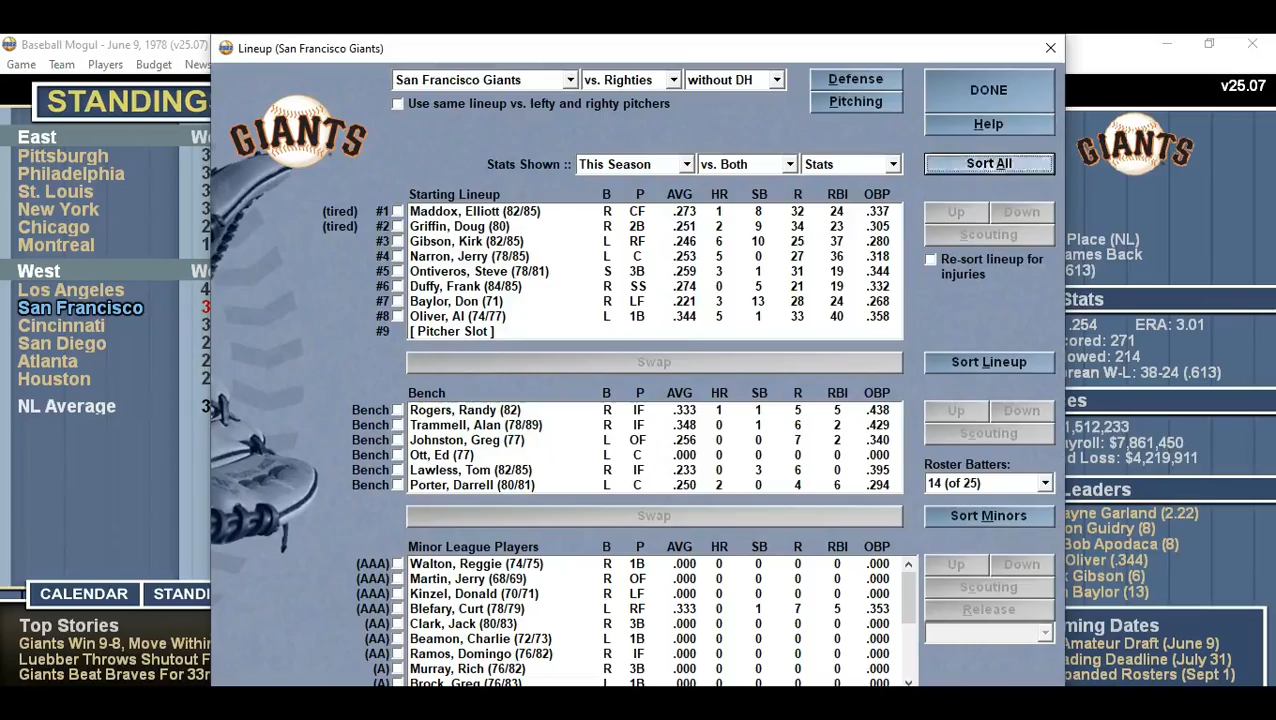 Baseball Mogul - June 9, 1978 (v25.07)
Game Team Players Budget News
STANDINGS
East
Pittsburgh
Philadelphia
St. Louis
New York
Chicago
Montreal
West
Los Angeles
San Francisco
Cincinnati
San Diego
Atlanta
Houston
NL Average
CALENDAR
Top Stories
Giants Win 9-8, Move Within
Luebber Throws Shutout F
Giants Beat Braves For 33r
Lineup (San Francisco Giants)
GIANTS
San Francisco Giants vs. Righties without DH
Use same lineup vs. lefty and righty pitchers
Defense
Pitching
DONE
Help
Stats Shown :: This Season vs. Both Stats
Sort All
Starting Lineup B P AVG HR SB R RBI OBP
(tired) #1 Maddox, Elliott (82/85) R CF .273 1 8 32 24 .337
(tired) #2 Griffin, Doug (80) R 2B .251 2 9 34 23 .305
#3 Gibson, Kirk (82/85) L RF .246 6 10 25 37 .280
#4 Narron, Jerry (78/85) L C .253 5 0 27 36 .318
#5 Ontiveros, Steve (78/81) S 3B .259 3 1 31 19 .344
#6 Duffy, Frank (84/85) R SS .274 0 5 21 19 .332
#7 Baylor, Don (71) R LF .221 3 13 28 24 .268
#8 Oliver, Al (74/77) L 1B .344 5 1 33 40 .358
#9 [ Pitcher Slot ]
Up Down
Scouting
Re-sort lineup for injuries
Swap
Sort Lineup
Bench B P AVG HR SB R RBI OBP
Bench Rogers, Randy (82) R IF .333 1 1 5 5 .438
Bench Trammell, Alan (78/89) R IF .348 0 1 6 2 .429
Bench Johnston, Greg (77) L OF .256 0 0 7 2 .340
Bench Ott, Ed (77) L C .000 0 0 0 0 .000
Bench Lawless, Tom (82/85) R IF .233 0 3 6 0 .395
Bench Porter, Darrell (80/81) L C .250 2 0 4 6 .294
Up Down
Scouting
Roster Batters:
14 (of 25)
Swap
Sort Minors
Minor League Players B P AVG HR SB R RBI OBP
(AAA) Walton, Reggie (74/75) R 1B .000 0 0 0 0 .000
(AAA) Martin, Jerry (68/69) R OF .000 0 0 0 0 .000
(AAA) Kitzel, Donald (70/71) R LF .000 0 0 0 0 .000
(AAA) Blefary, Curt (78/79) L RF .333 0 1 7 5 .353
(AA) Clark, Jack (80/83) R 3B .000 0 0 0 0 .000
(AA) Beamon, Charlie (72/73) L 1B .000 0 0 0 0 .000
(AA) Ramos, Domingo (76/82) R IF .000 0 0 0 0 .000
(A) Murray, Rich (76/82) R 3B .000 0 0 0 0 .000
(A) Brock, Greg (76/83) L 1B .000 0 0 0 0 .000
Up Down
Scouting
Release
v25.07
GIANTS
Place (NL)
ames Back
613)
Stats
.254 ERA: 3.01
cored: 271
owed: 214
orean W-L: 38-24 (.613)
es
512,233
yroll: $7,861,450
d Loss: $4,219,911
Leaders
ayne Garland (2.22)
on Guidry (8)
Bob Apodaca (8)
Oliver (.344)
k Gibson (6)
n Baylor (13)
ming Dates
Amateur Draft (June 9)
ading Deadline (July 31)
panded Rosters (Sept 1)